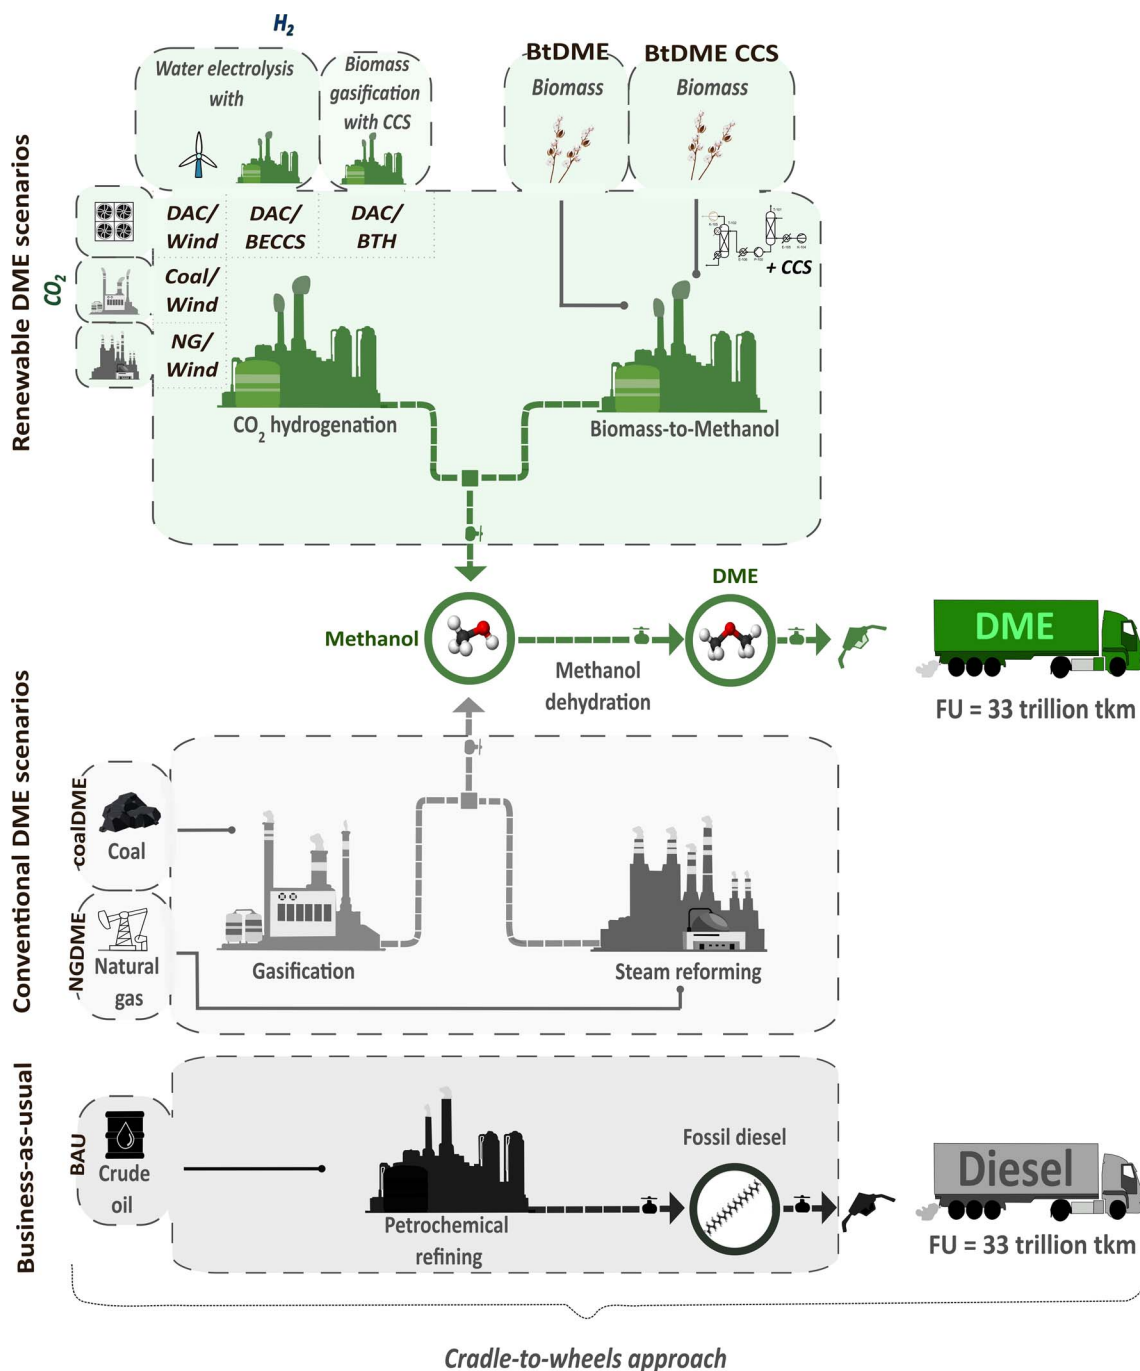 H2
Water electrolysis
with
Biomass
gasification
with CCS
BtDME
Biomass
BtDME CCS
Biomass
Renewable DME scenarios
CO2
DAC/
Wind
DAC/
BECCS
DAC/
BTH
Coal/
Wind
NG/
Wind
+ CCS
CO2 hydrogenation
Biomass-to-Methanol
Methanol
DME
Methanol
dehydration
DME
FU = 33 trillion tkm
Conventional DME scenarios
coalDME
Coal
NGDME
Natural
gas
Gasification
Steam reforming
Business-as-usual
BAU
Crude
oil
Petrochemical
refining
Fossil diesel
Diesel
FU = 33 trillion tkm
Cradle-to-wheels approach